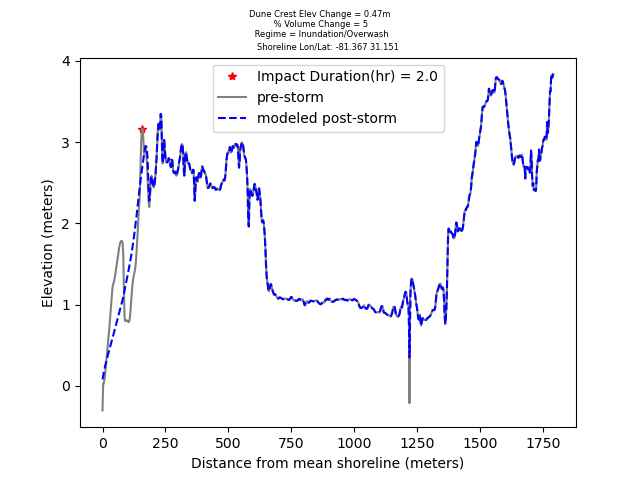 Dune Crest Elev Change = 0.47m
% Volume Change = 5
Regime = Inundation/Overwash
Shoreline Lon/Lat: -81.367 31.151
Impact Duration(hr) = 2.0
pre-storm
modeled post-storm
Elevation (meters)
4
3
2
1
0
0 250 500 750 1000 1250 1500 1750
Distance from mean shoreline (meters)